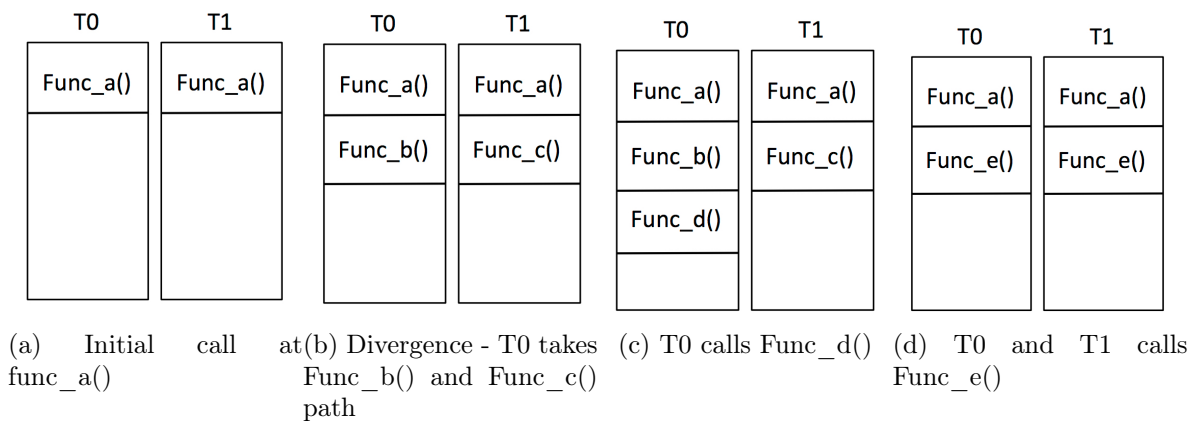 T0 T1
Func_a() Func_a()
T0 T1
Func_a() Func_a()
Func_b() Func_c()
T0 T1
Func_a() Func_a()
Func_b() Func_c()
Func_d()
T0 T1
Func_a() Func_a()
Func_e() Func_e()
(a) Initial call at
func_a()
(b) Divergence - T0 takes
Func_b() and Func_c()
path
(c) T0 calls Func_d()
(d) T0 and T1 calls
Func_e()